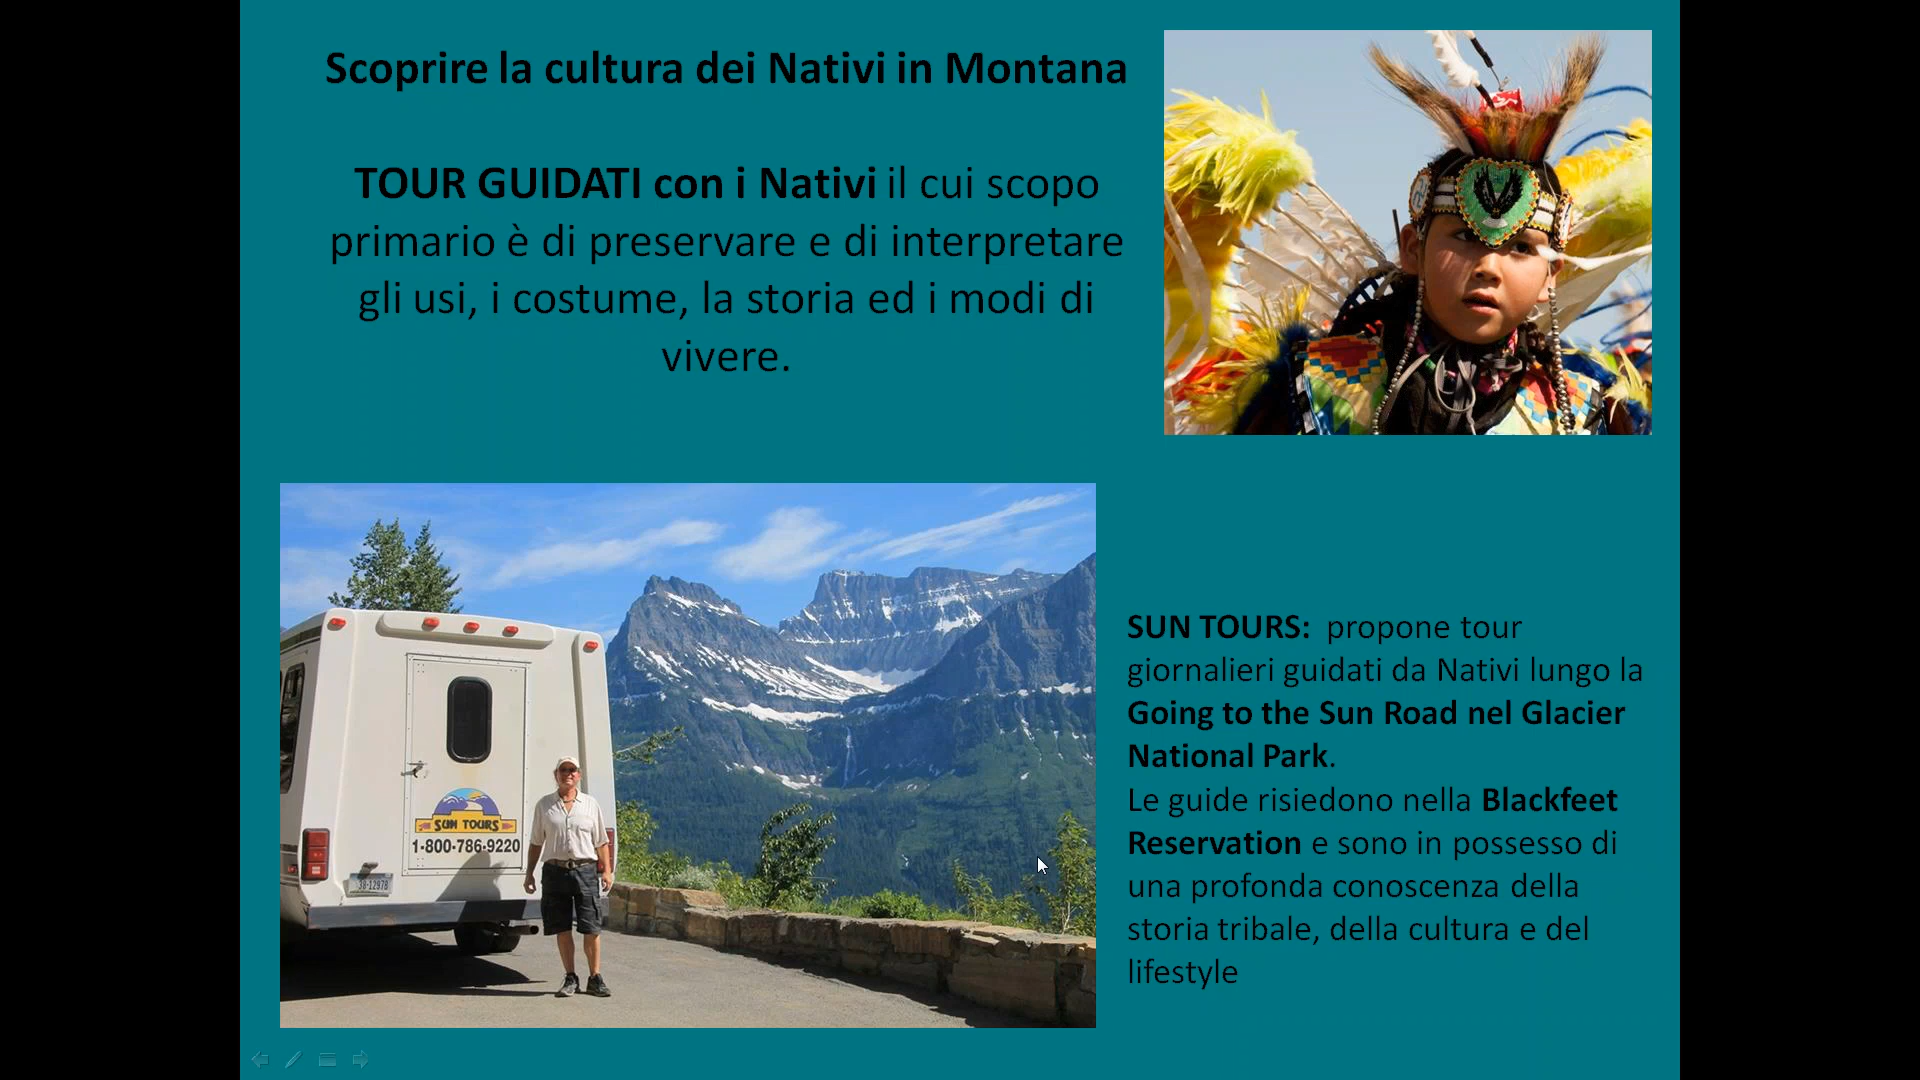 Scoprire la cultura dei Nativi in Montana
TOUR GUIDATI con i Nativi il cui scopo
primario è di preservare e di interpretare
gli usi, i costume, la storia ed i modi di
vivere.
SUN TOURS
1-800-786-9220
38-12978
SUN TOURS: propone tour
giornalieri guidati da Nativi lungo la
Going to the Sun Road nel Glacier
National Park.
Le guide risiedono nella Blackfeet
Reservation e sono in possesso di
una profonda conoscenza della
storia tribale, della cultura e del
lifestyle